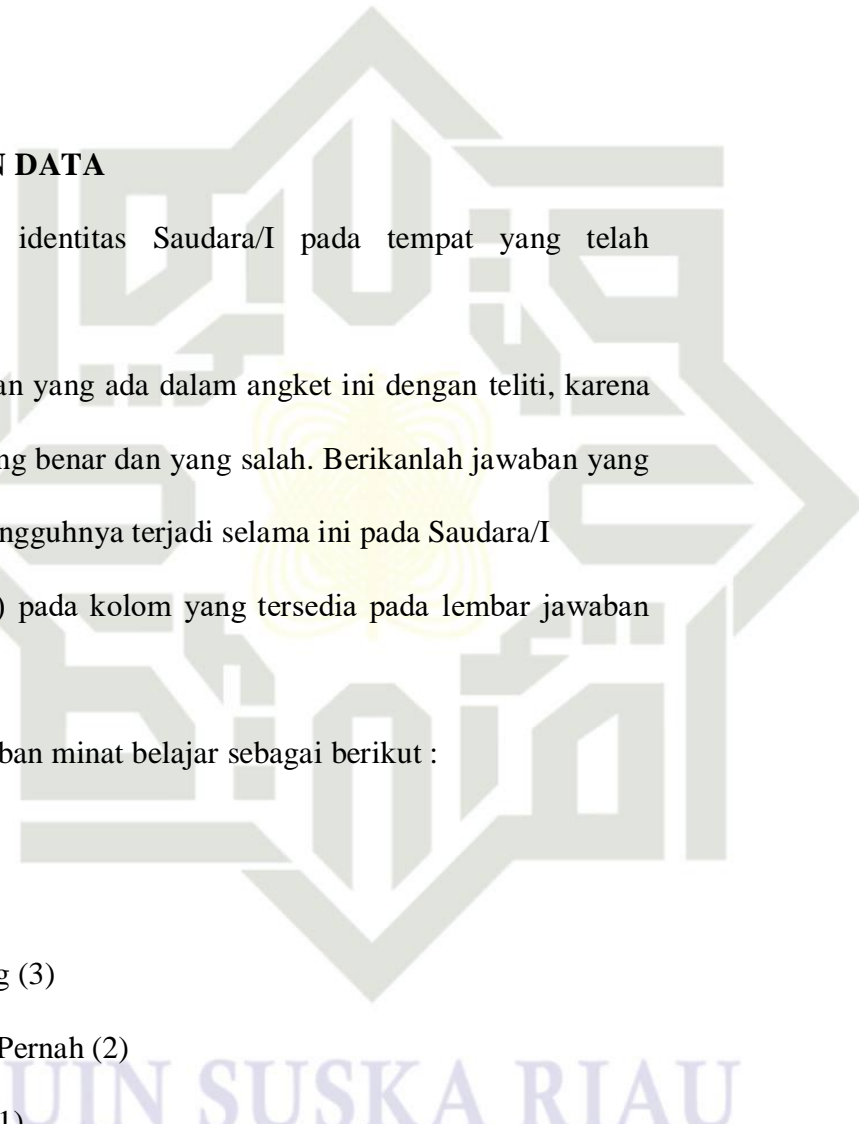 N DATA
identitas Saudara/I pada tempat yang telah
an yang ada dalam angket ini dengan teliti, karena
ng benar dan yang salah. Berikanlah jawaban yang
ngguhnya terjadi selama ini pada Saudara/I
) pada kolom yang tersedia pada lembar jawaban
ban minat belajar sebagai berikut :
g (3)
Pernah (2)
UIN SUSKA RIAU
1)